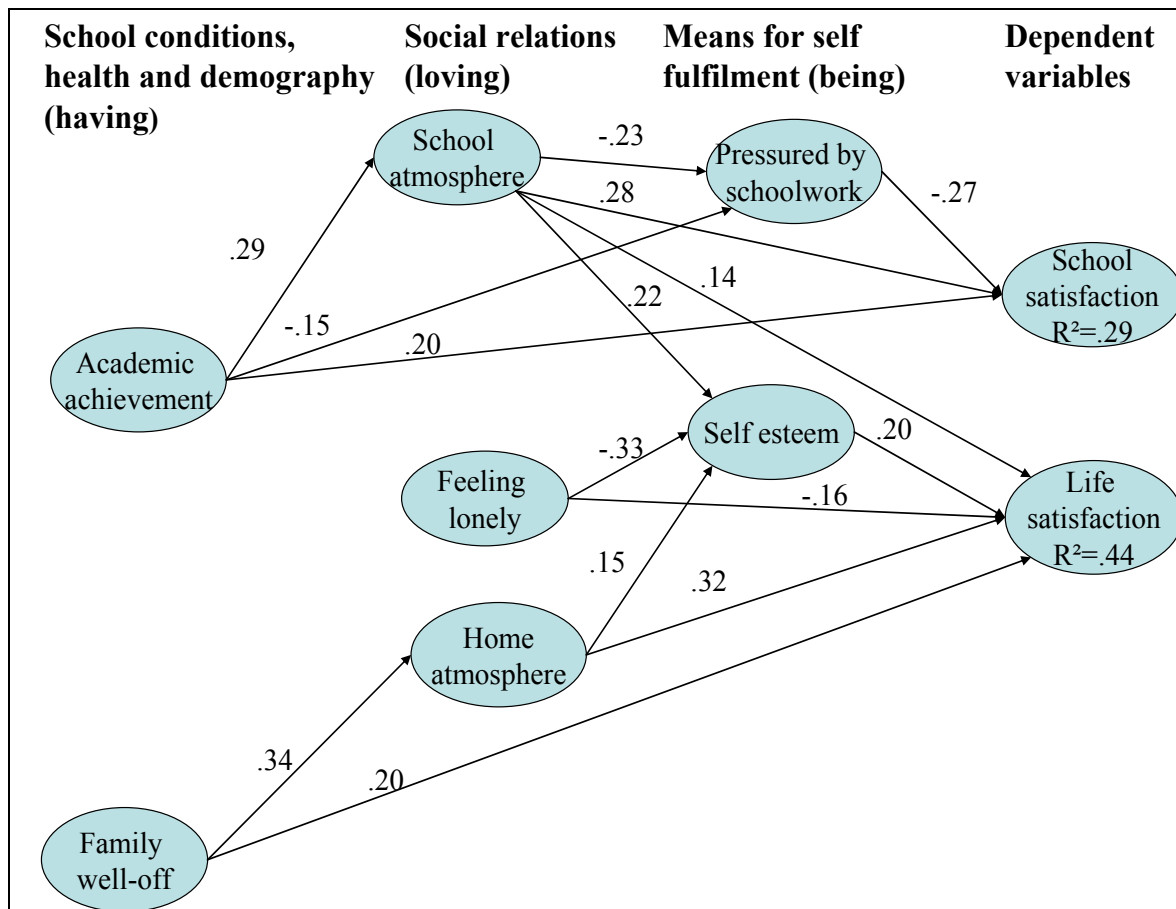 School conditions,
health and demography
(having)
Social relations
(loving)
Means for self
fulfilment (being)
Dependent
variables
School
atmosphere
-.23
Pressured by
schoolwork
.28
-.27
.29
School
satisfaction
R²=.29
.14
.22
-.15
.20
Academic
achievement
Self esteem
.20
-.33
Feeling
lonely
-.16
Life
satisfaction
R²=.44
.15
.32
Home
atmosphere
.34
.20
Family
well-off